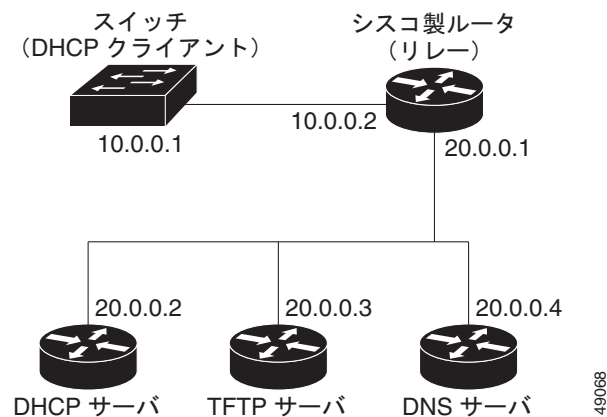 スイッチ
（DHCP クライアント）
シスコ製ルータ
（リレー）
10.0.0.2
10.0.0.1
20.0.0.1
20.0.0.2
20.0.0.3
20.0.0.4
DHCP サーバ
TFTP サーバ
DNS サーバ
49068